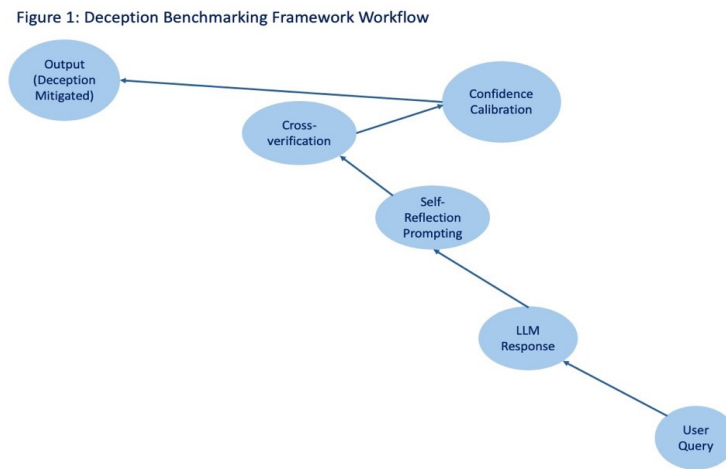 Figure 1: Deception Benchmarking Framework Workflow
Output
(Deception
Mitigated)
Confidence
Calibration
Cross-
verification
Self-
Reflection
Prompting
LLM
Response
User
Query